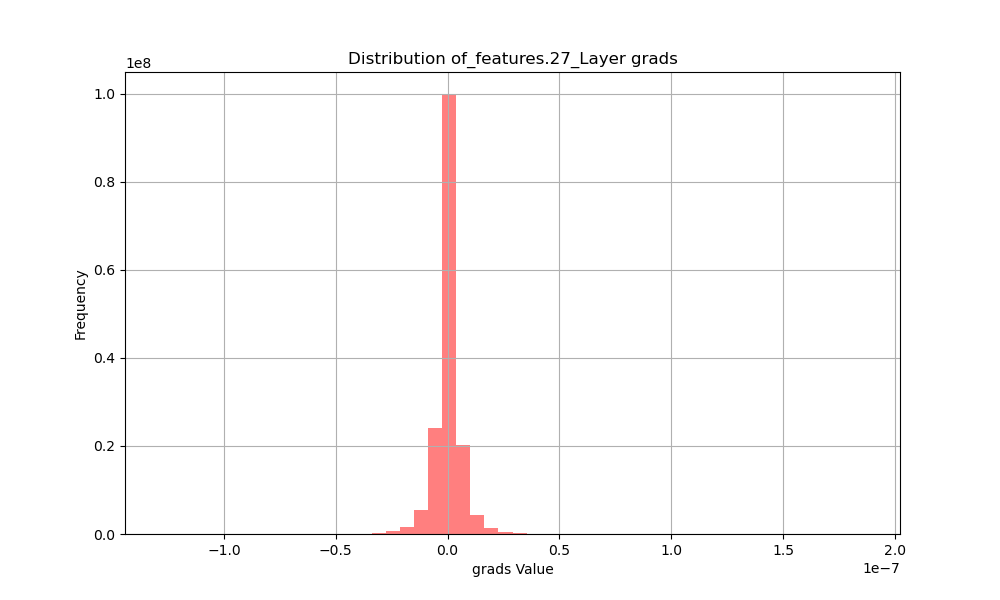 Distribution of_features.27_Layer grads
1e8
1.0
0.8
0.6
0.4
0.2
0.0
Frequency
−1.0 −0.5 0.0 0.5 1.0 1.5 2.0
grads Value
1e−7